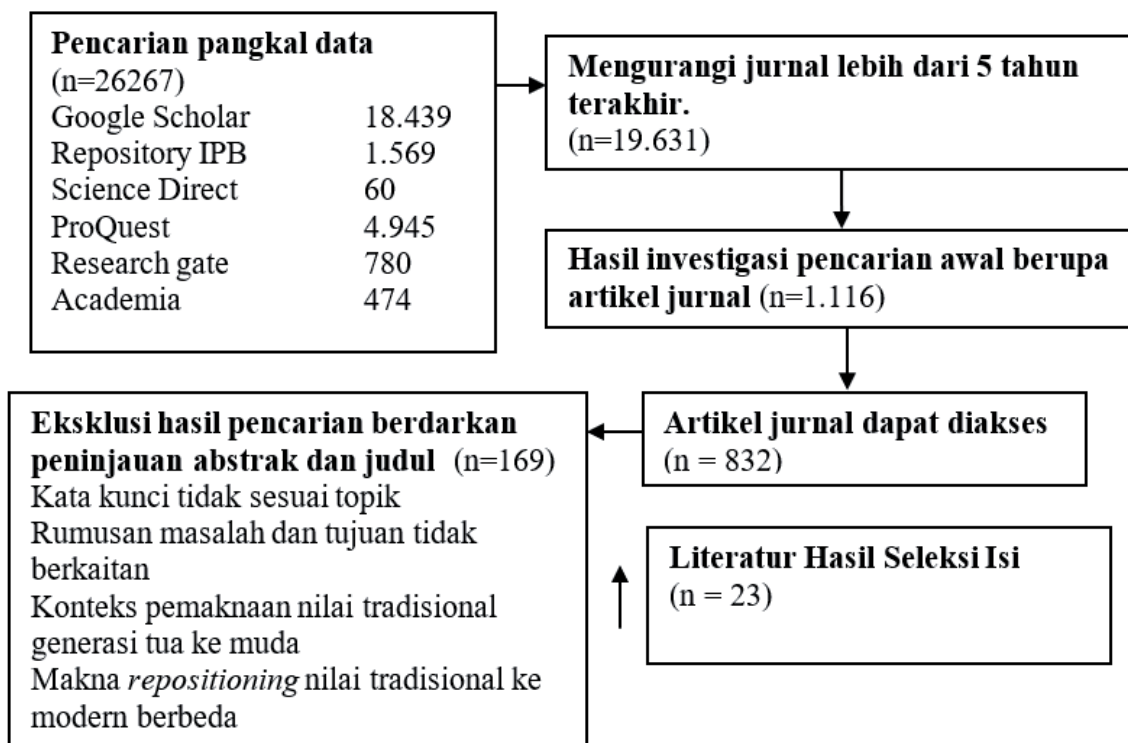 Pencarian pangkal data
(n=26267)
Google Scholar 18.439
Repository IPB 1.569
Science Direct 60
ProQuest 4.945
Research gate 780
Academia 474
Mengurangi jurnal lebih dari 5 tahun
terakhir.
(n=19.631)
Hasil investigasi pencarian awal berupa
artikel jurnal (n=1.116)
Artikel jurnal dapat diakses
(n = 832)
Eksklusi hasil pencarian berdarkan
peninjauan abstrak dan judul (n=169)
Kata kunci tidak sesuai topik
Rumusan masalah dan tujuan tidak
berkaitan
Konteks pemaknaan nilai tradisional
generasi tua ke muda
Makna repositioning nilai tradisional ke
modern berbeda
Literatur Hasil Seleksi Isi
(n = 23)